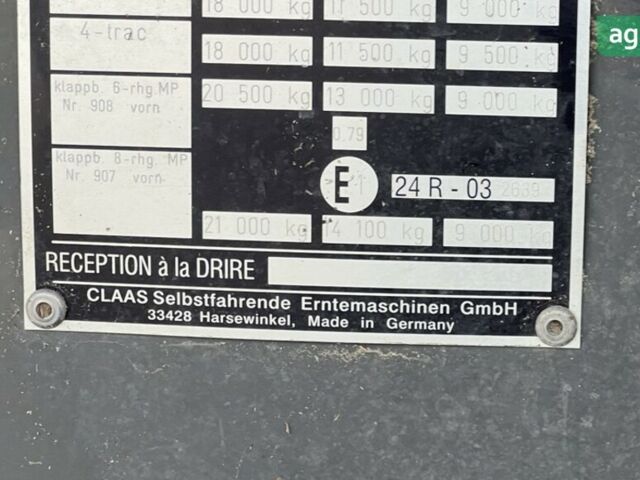 18 000 kg 11 500 kg 9 000 kg
4-trac 18 000 kg 11 500 kg 9 500 kg
klappb. 6-rhg.MP
Nr. 908 vorn 20 500 kg 13 000 kg 9 000 kg
0.79
klappb. 8-rhg. MP
Nr. 907 vorn
E 1 24 R - 03 2639
21 000 kg 14 100 kg 9 000 kg
RECEPTION à la DRIRE
CLAAS Selbstfahrende Erntemaschinen GmbH
33428 Harsewinkel, Made in Germany
ag